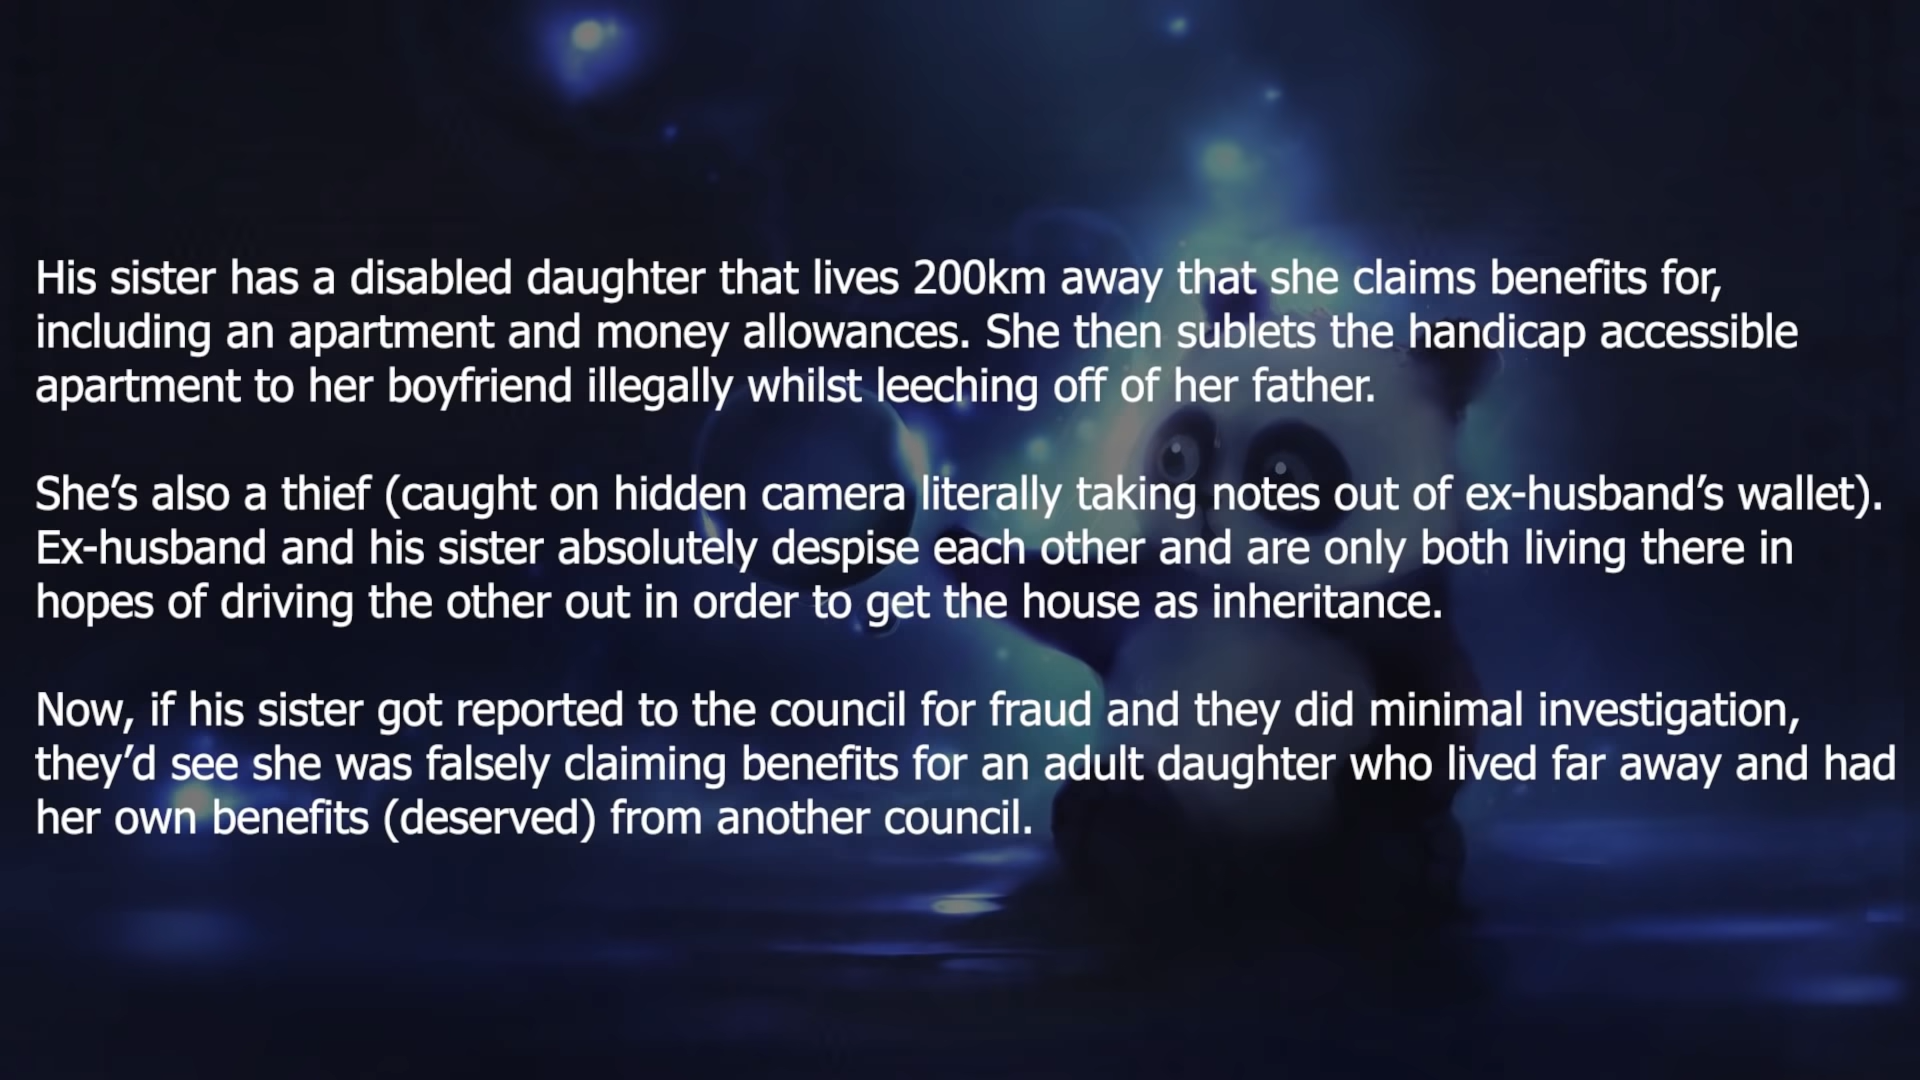 His sister has a disabled daughter that lives 200km away that she claims benefits for,
including an apartment and money allowances. She then sublets the handicap accessible
apartment to her boyfriend illegally whilst leeching off of her father.
She’s also a thief (caught on hidden camera literally taking notes out of ex-husband’s wallet).
Ex-husband and his sister absolutely despise each other and are only both living there in
hopes of driving the other out in order to get the house as inheritance.
Now, if his sister got reported to the council for fraud and they did minimal investigation,
they’d see she was falsely claiming benefits for an adult daughter who lived far away and had
her own benefits (deserved) from another council.